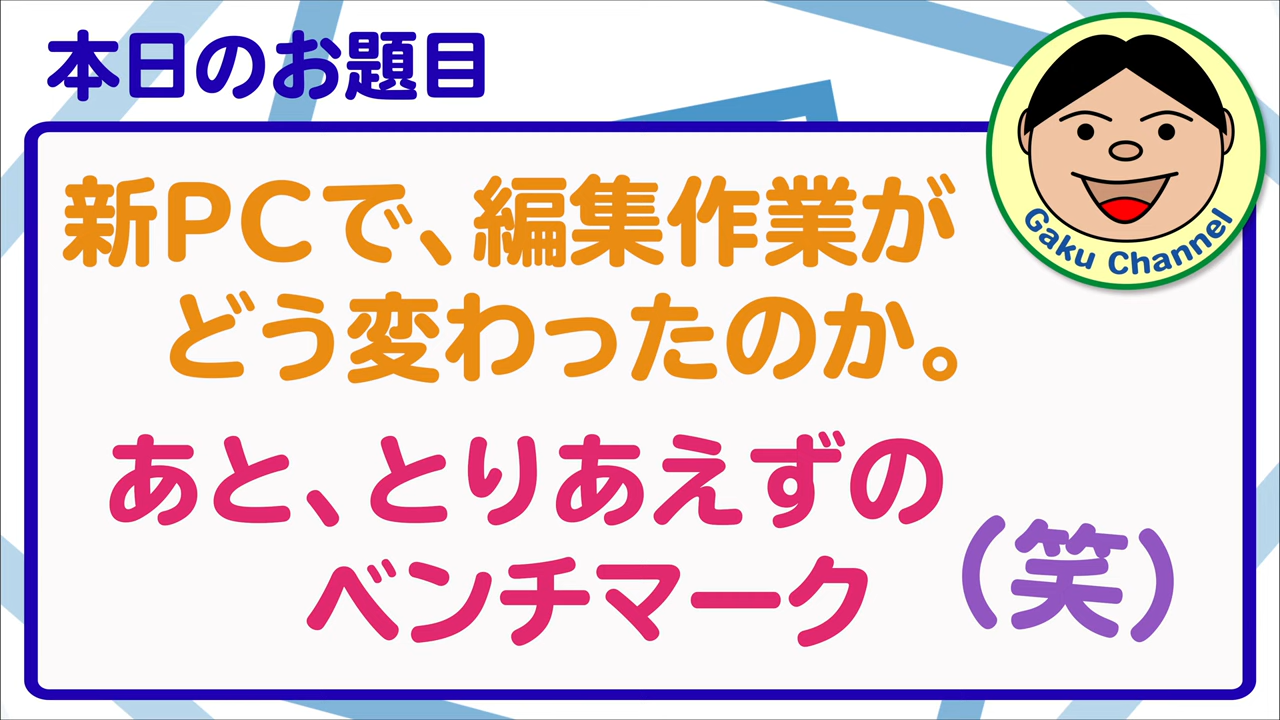 本日のお題目
新PCで、編集作業が
どう変わったのか。
あと、とりあえずの
ベンチマーク
（笑）
Gaku Channel